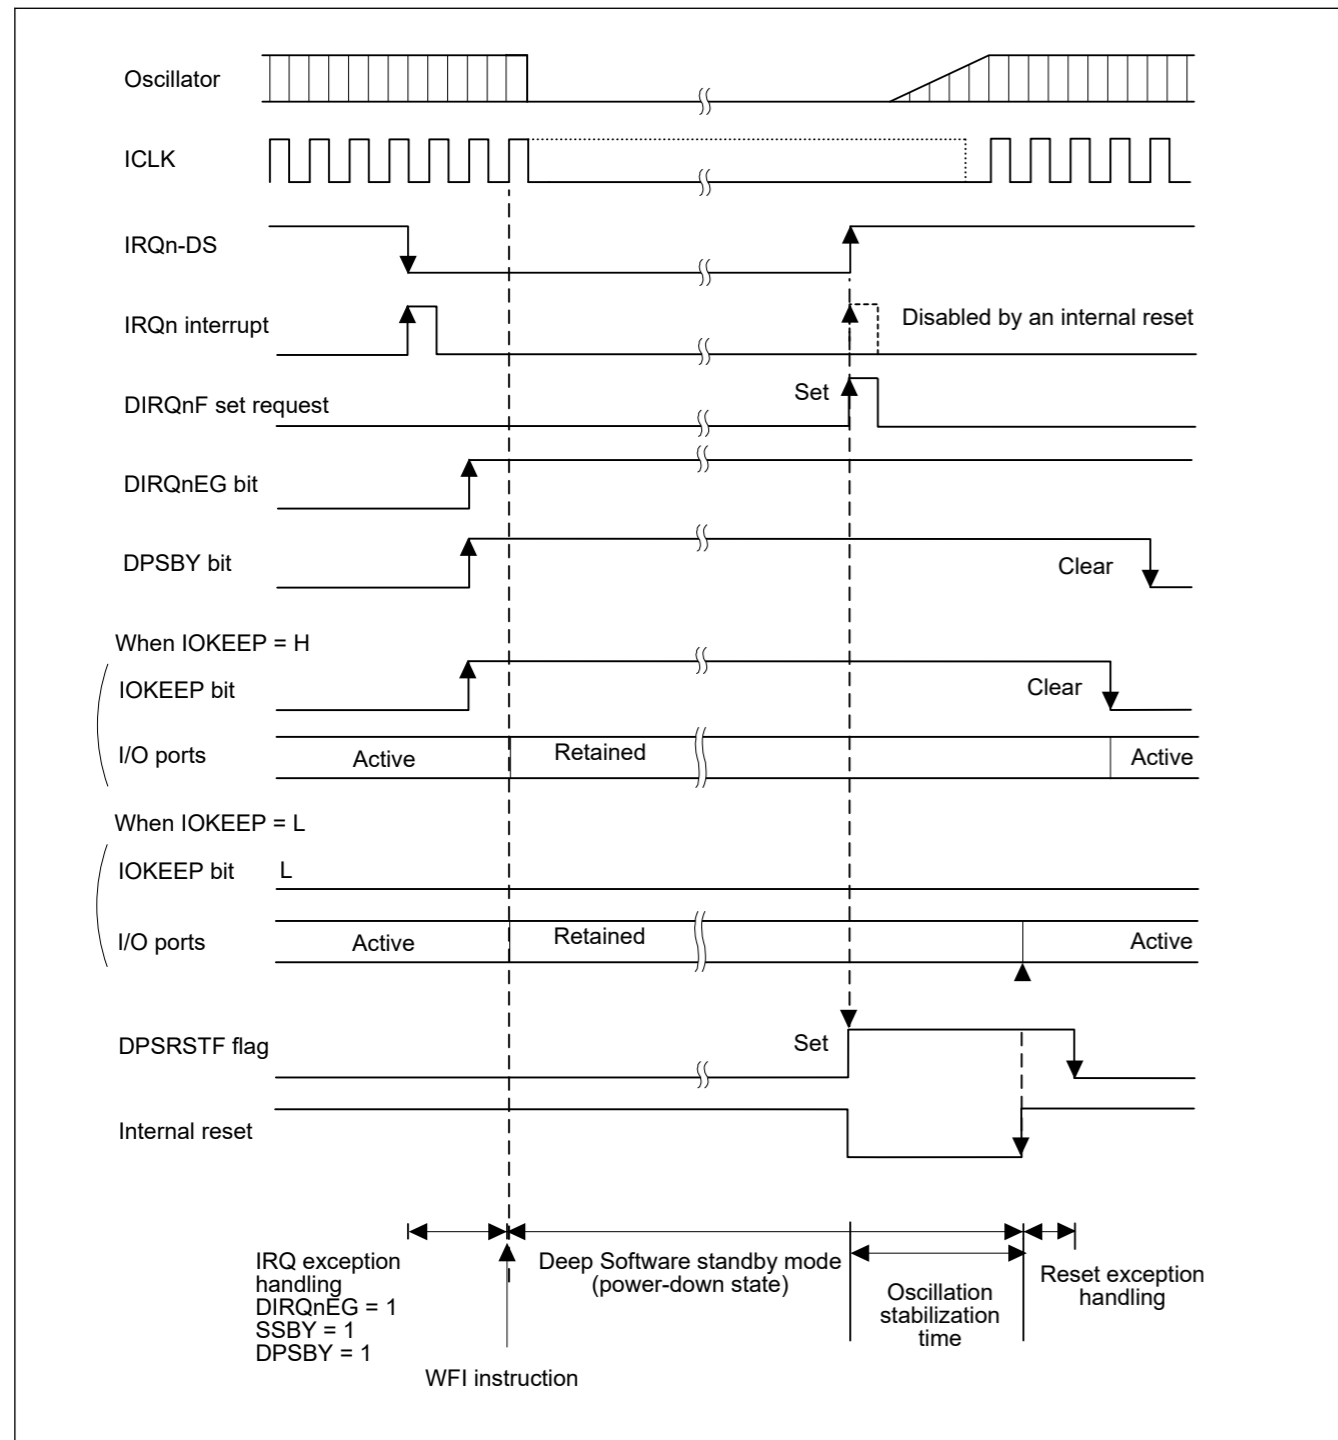 Oscillator
ICLK
IRQn-DS
IRQn interrupt
Disabled by an internal reset
DIRQnF set request
Set
DIRQnEG bit
DPSBY bit
Clear
When IOKEEP = H
IOKEEP bit
Clear
I/O ports
Active
Retained
Active
When IOKEEP = L
IOKEEP bit
L
I/O ports
Active
Retained
Active
DPSRSTF flag
Set
Internal reset
IRQ exception
handling
DIRQnEG = 1
SSBY = 1
DPSBY = 1
WFI instruction
Deep Software standby mode
(power-down state)
Oscillation
stabilization
time
Reset exception
handling